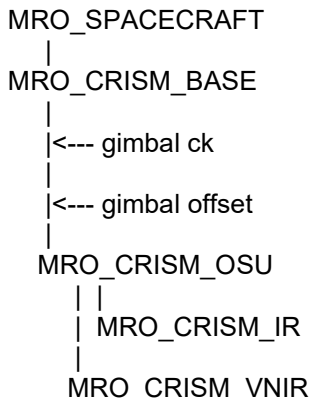 MRO_SPACECRAFT
|
MRO_CRISM_BASE
|
|<--- gimbal ck
|
|<--- gimbal offset
|
MRO_CRISM_OSU
| |
| MRO_CRISM_IR
|
MRO_CRISM_VNIR